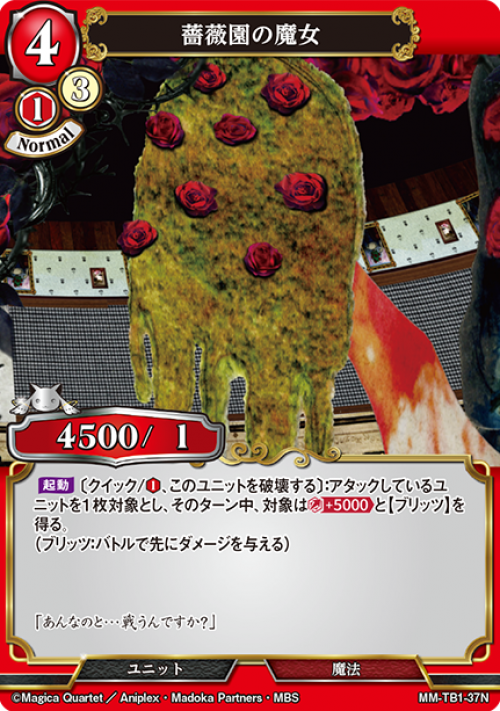 4
薔薇園の魔女
1
3
Normal
4500/ 1
起動 〔クイック/1、このユニットを破壊する〕:アタックしているユ
ニットを1枚対象とし、そのターン中、対象は+5000と【ブリッツ】を
得る。
(ブリッツ:バトルで先にダメージを与える)
「あんなのと…戦うんですか?」
ユニット 魔法
©Magica Quartet / Aniplex・Madoka Partners・MBS MM-TB1-37N